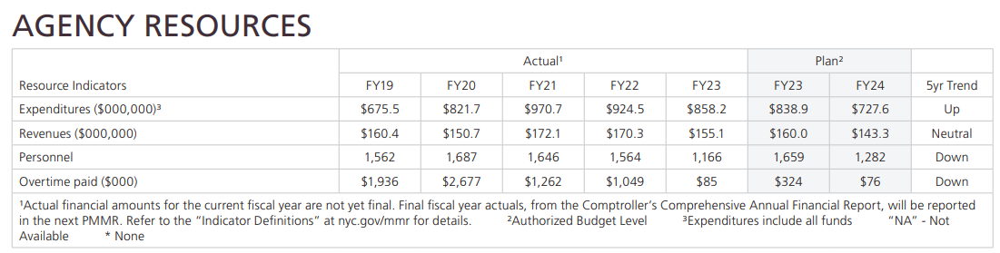 AGENCY RESOURCES
Actual¹ Plan²
Resource Indicators FY19 FY20 FY21 FY22 FY23 FY23 FY24 5yr Trend
Expenditures ($000,000)³ $675.5 $821.7 $970.7 $924.5 $858.2 $838.9 $727.6 Up
Revenues ($000,000) $160.4 $150.7 $172.1 $170.3 $155.1 $160.0 $143.3 Neutral
Personnel 1,562 1,687 1,646 1,564 1,166 1,659 1,282 Down
Overtime paid ($000) $1,936 $2,677 $1,262 $1,049 $85 $324 $76 Down
¹Actual financial amounts for the current fiscal year are not yet final. Final fiscal year actuals, from the Comptroller’s Comprehensive Annual Financial Report, will be reported
in the next PMMR. Refer to the “Indicator Definitions” at nyc.gov/mmr for details. ²Authorized Budget Level ³Expenditures include all funds “NA” - Not
Available * None